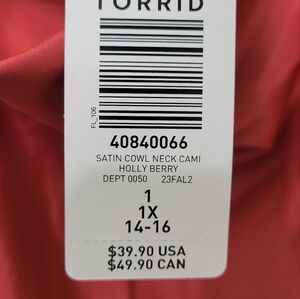 TORRID
FL_106
40840066
SATIN COWL NECK CAMI
HOLLY BERRY
DEPT 0050 23FAL2
1
1X
14-16
$39.90 USA
$49.90 CAN